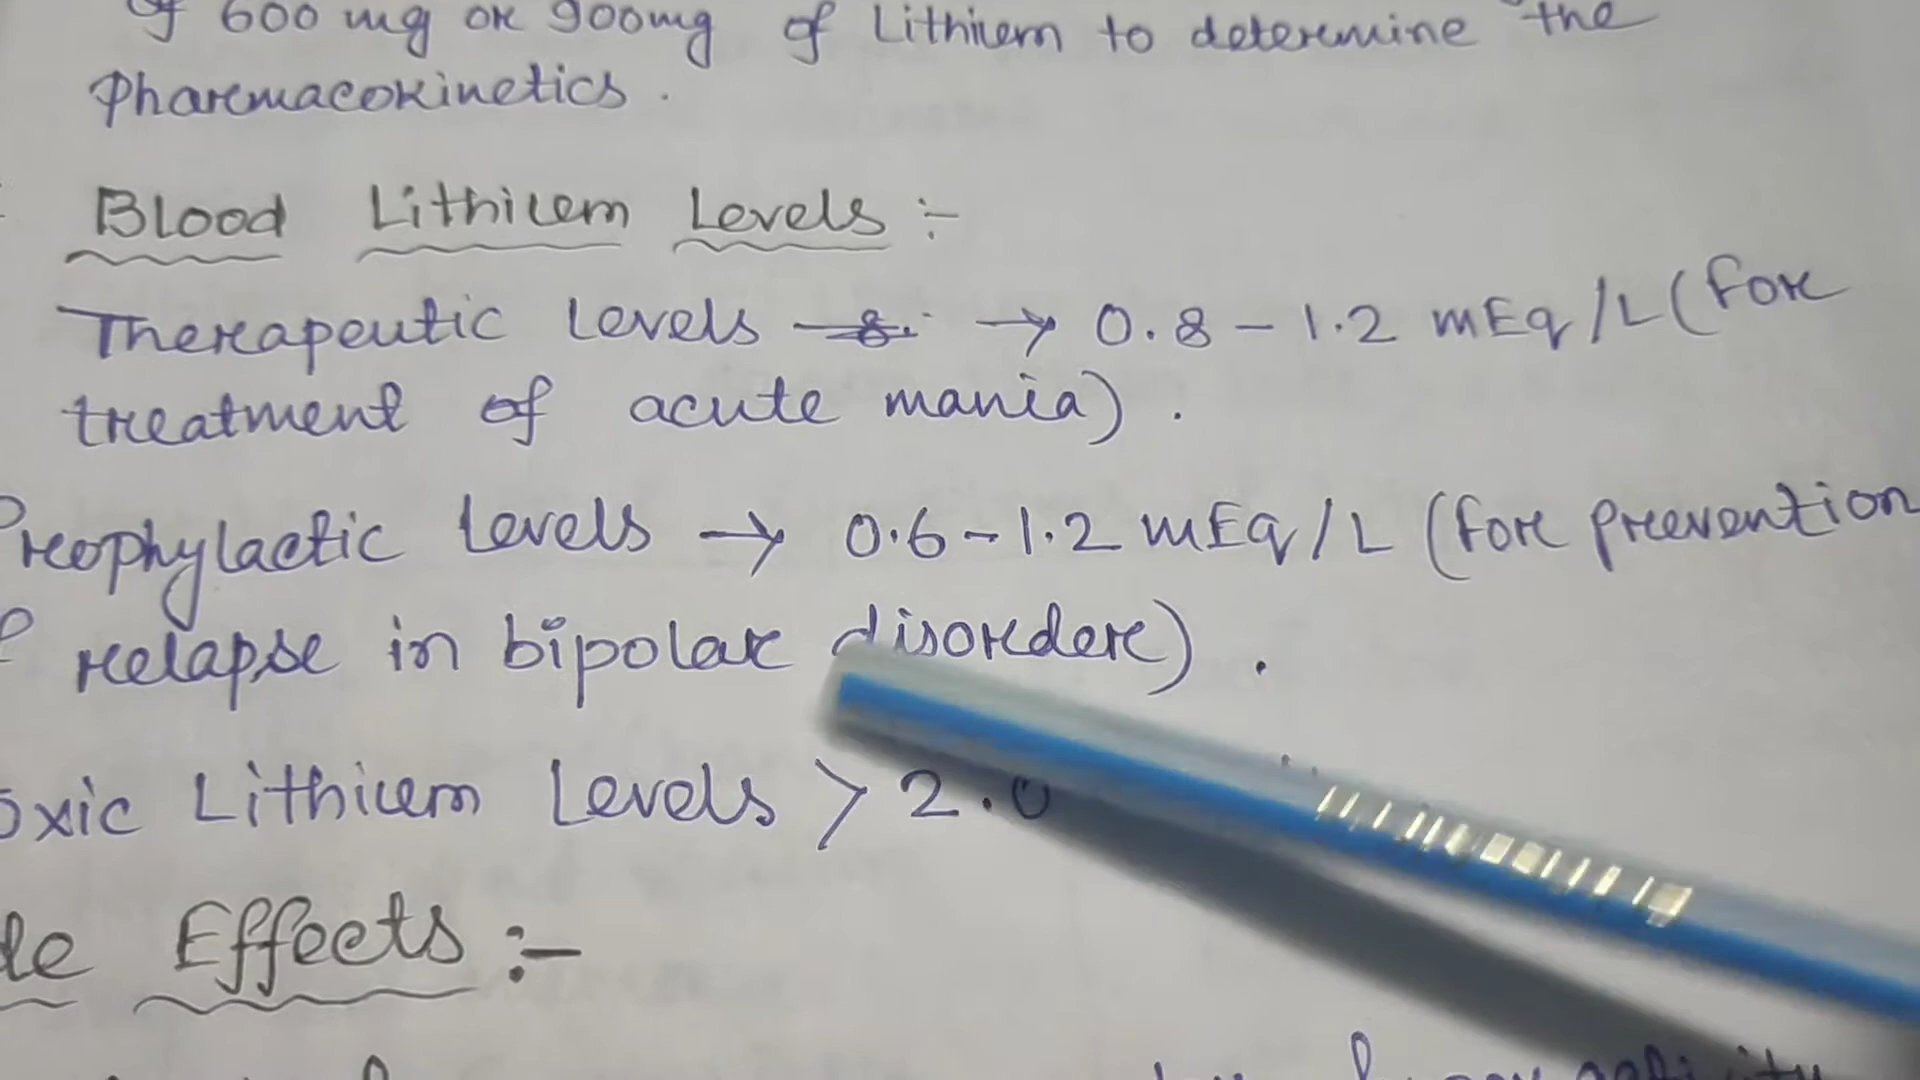 of 600 mg or 900mg of Lithium to determine the
Pharmacokinetics.
Blood Lithium Levels :-
Therapeutic Levels → 0.8 - 1.2 mEq/L (For
treatment of acute mania).
Prophylactic Levels → 0.6-1.2 mEq/L (For prevention
relapse in bipolar disorder).
oxic Lithium Levels > 2.0
de Effects :-